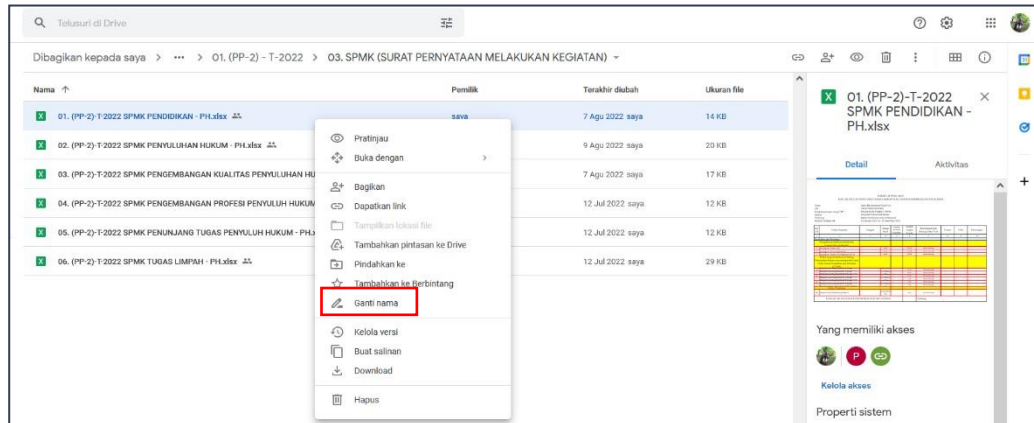 Telusuri di Drive
Dibagikan kepada saya > ••• > 01. (PP-2) - T-2022 > 03. SPMK (SURAT PERNYATAAN MELAKUKAN KEGIATAN)
Nama ↑ Pemilik Terakhir diubah Ukuran file
01. (PP-2)-T-2022 SPMK PENDIDIKAN - PH.xlsx saya 7 Agu 2022 saya 14 KB
02. (PP-2)-T-2022 SPMK PENYULUHAN HUKUM - PH.xlsx 9 Agu 2022 saya 20 KB
03. (PP-2)-T-2022 SPMK PENGEMBANGAN KUALITAS PENYULUHAN HU 7 Agu 2022 saya 17 KB
04. (PP-2)-T-2022 SPMK PENGEMBANGAN PROFESI PENYULUH HUKUM 12 Jul 2022 saya 12 KB
05. (PP-2)-T-2022 SPMK PENUNJANG TUGAS PENYULUH HUKUM - PH.x 12 Jul 2022 saya 12 KB
06. (PP-2)-T-2022 SPMK TUGAS LIMPAH - PH.xlsx 12 Jul 2022 saya 29 KB
Pratinjau
Buka dengan >
Bagikan
Dapatkan link
Tampilkan lokasi file
Tambahkan pintasan ke Drive
Pindahkan ke
Tambahkan ke Berbintang
Ganti nama
Kelola versi
Buat salinan
Download
Hapus
01. (PP-2)-T-2022
SPMK PENDIDIKAN -
PH.xlsx
Detail Aktivitas
Yang memiliki akses
P
Kelola akses
Properti sistem